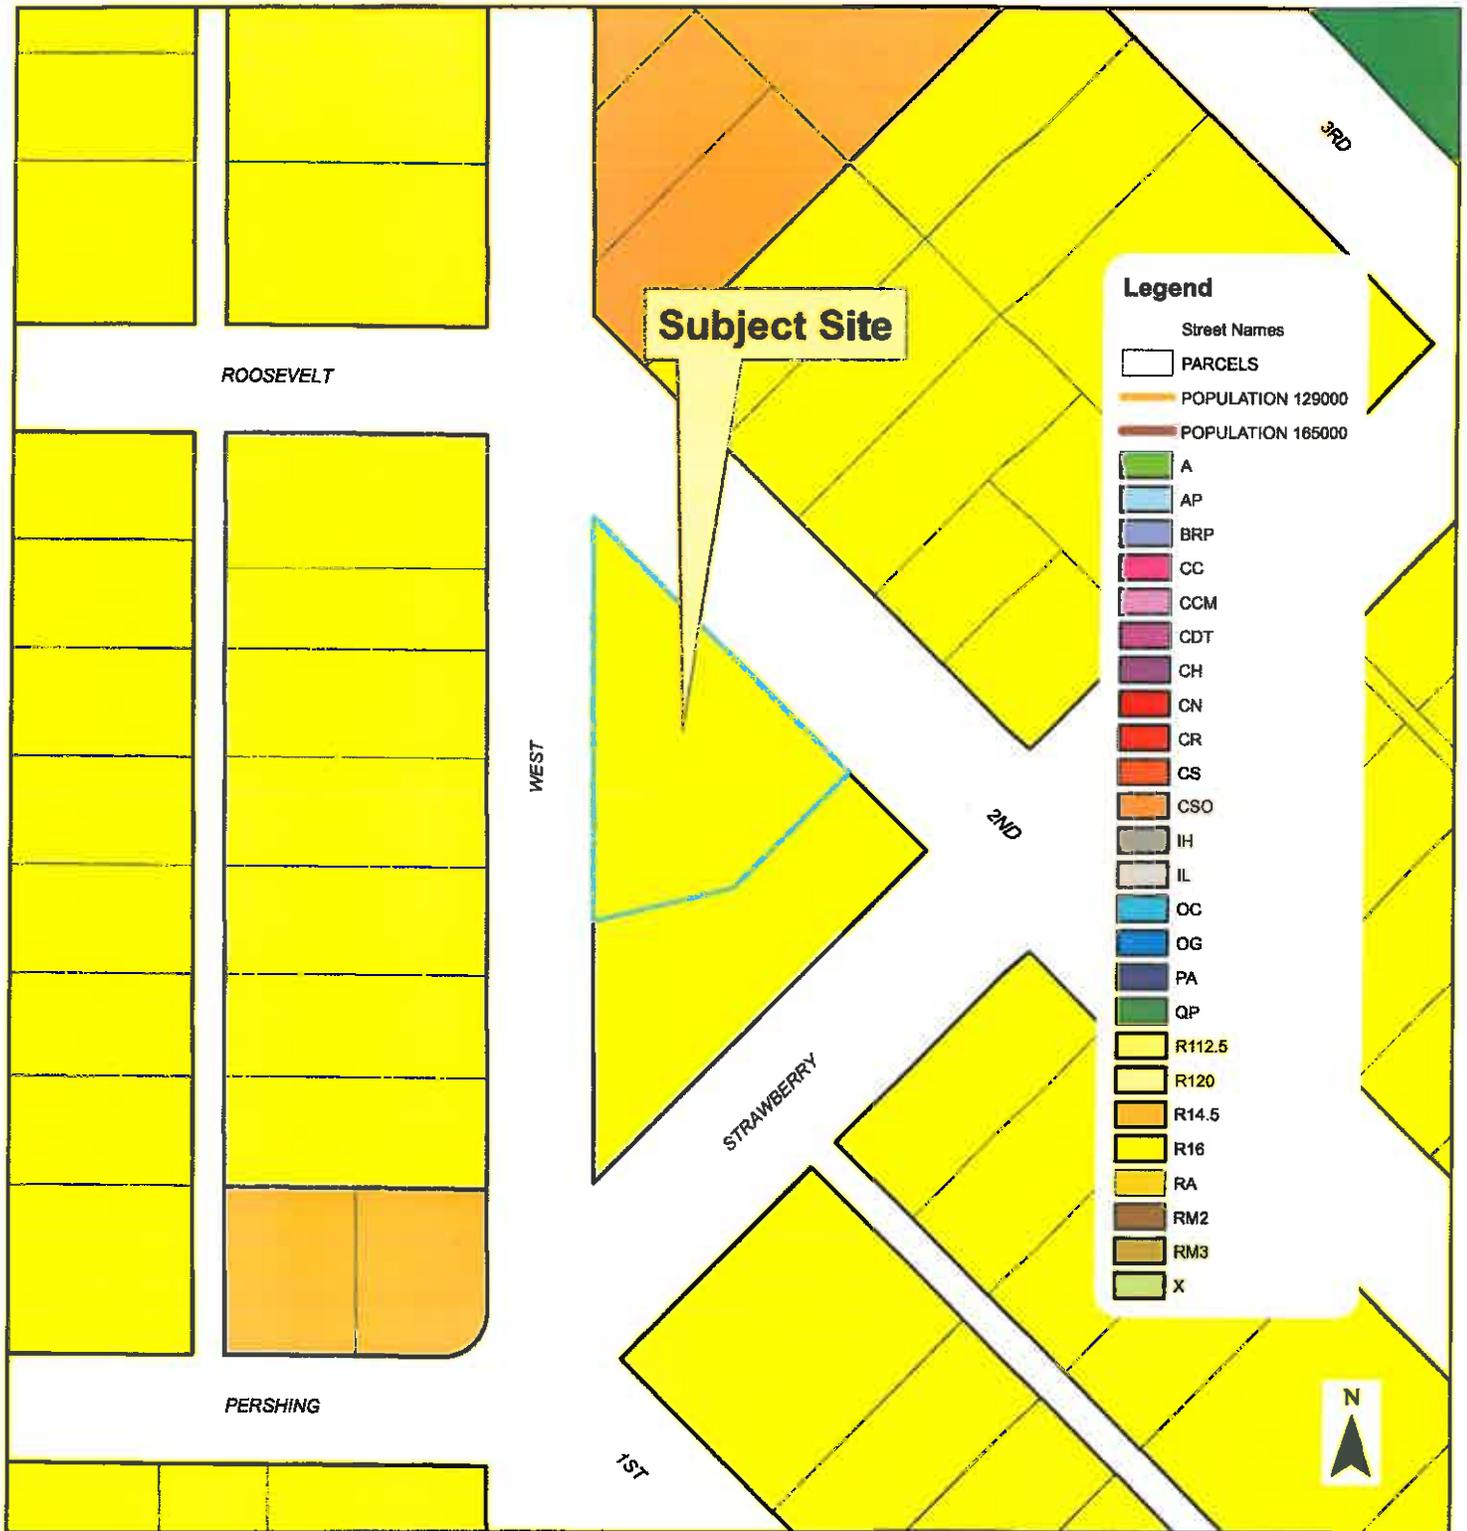 3RD
Subject Site
ROOSEVELT
WEST
2ND
STRAWBERRY
PERSHING
1ST
Legend
Street Names
PARCELS
POPULATION 129000
POPULATION 165000
A
AP
BRP
CC
CCM
CDT
CH
CN
CR
CS
CSO
IH
IL
OC
OG
PA
QP
R112.5
R120
R14.5
R16
RA
RM2
RM3
X
N